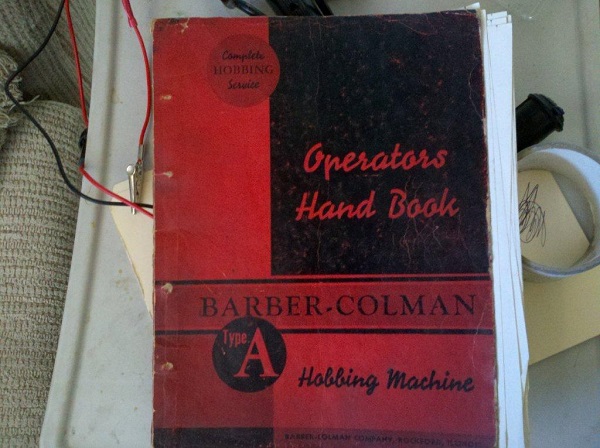 Complete
HOBBING
Service
Operators
Hand Book
BARBER-COLMAN
Type
A
Hobbing Machine
BARBER-COLMAN COMPANY, ROCKFORD, ILLINOIS